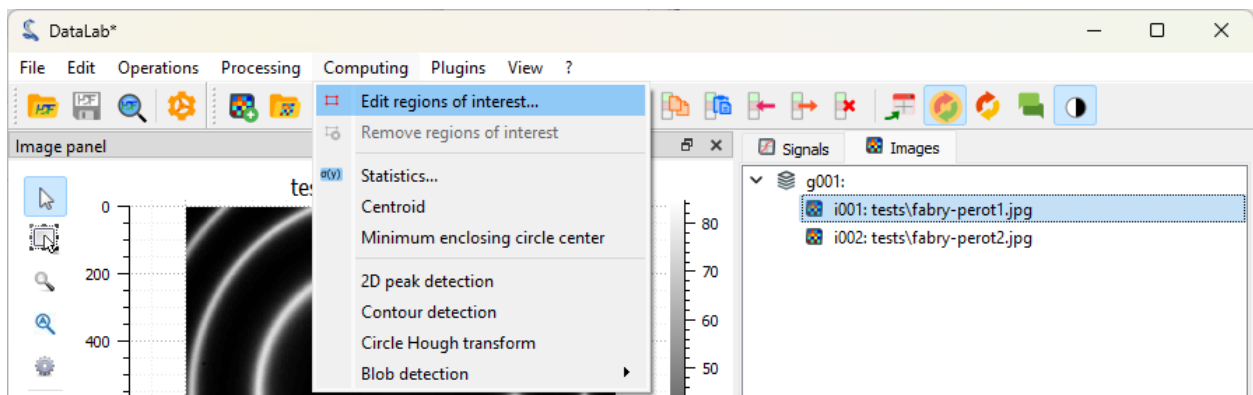 DataLab*
File Edit Operations Processing Computing Plugins View ?
Edit regions of interest...
Remove regions of interest
Statistics...
Centroid
Minimum enclosing circle center
2D peak detection
Contour detection
Circle Hough transform
Blob detection
Image panel
tes
0
200
400
80
70
60
50
Signals Images
g001:
i001: tests\fabry-perot1.jpg
i002: tests\fabry-perot2.jpg